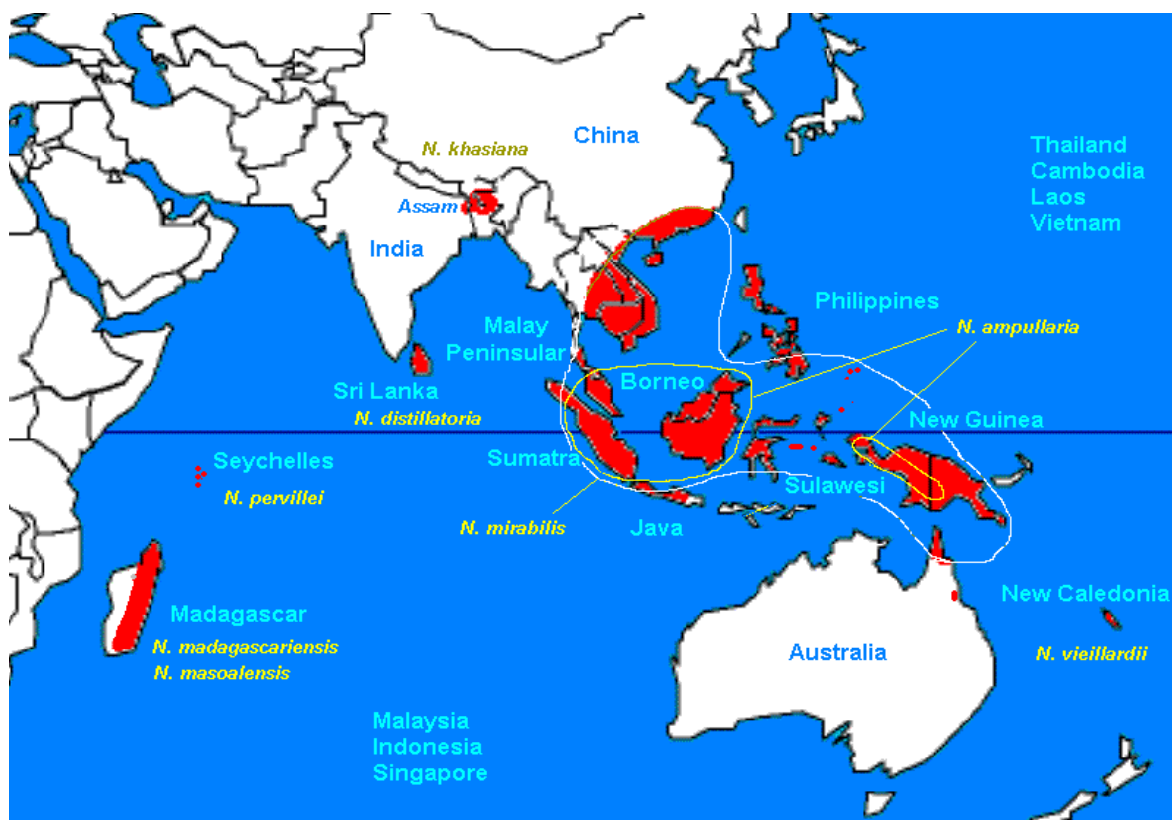 China
Thailand
Cambodia
Laos
Vietnam
N. khasiana
Assam
India
Philippines
Malay
Peninsular
N. ampullaria
Borneo
Sri Lanka
N. distillatoria
New Guinea
Seychelles
Sumatra
N. pervillei
Sulawesi
N. mirabilis
Java
New Caledonia
Madagascar
N. madagascariensis
N. masoalensis
Australia
N. vieillardii
Malaysia
Indonesia
Singapore